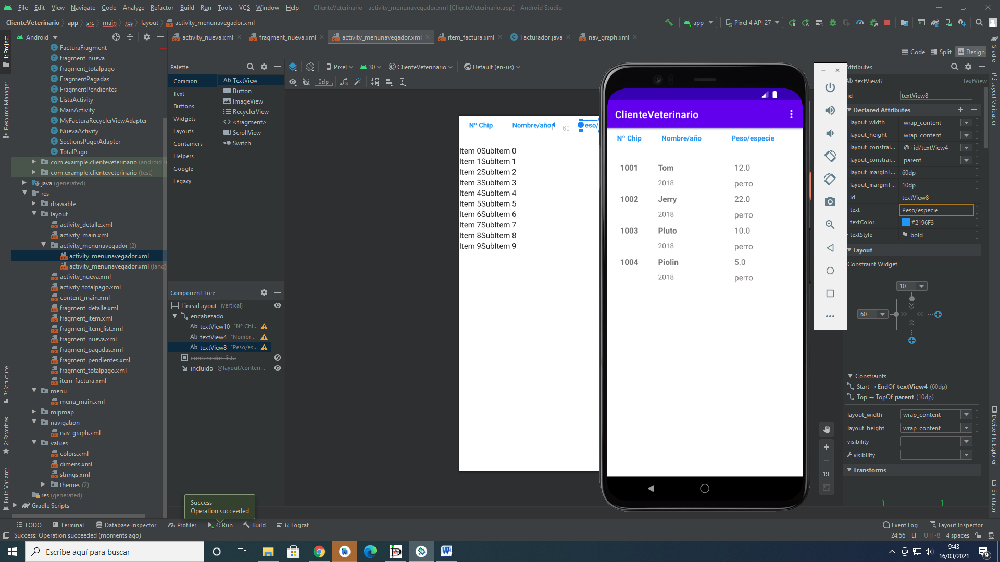 File Edit View Navigate Code Analyze Refactor Build Run Tools VCS Window Help ClienteVeterinario - activity_menunavegador.xml [ClienteVeterinario.app] - Android Studio
ClienteVeterinario app src main res layout activity_menunavegador.xml
app
Pixel 4 API 27
1: Project
Resource Manager
7: Structure
2: Favorites
Build Variants
Android
FacturaFragment
fragment_nueva
fragment_totalpago
FragmentPagadas
FragmentPendientes
ListaActivity
MainActivity
MyFacturaRecyclerViewAdapter
NuevaActivity
SectionsPagerAdapter
TotalPago
com.example.clienteveterinario (androidTe
com.example.clienteveterinario (test)
java (generated)
res
drawable
layout
activity_detalle.xml
activity_main.xml
activity_menunavegador (2)
activity_menunavegador.xml
activity_menunavegador.xml (land)
activity_nueva.xml
activity_totalpago.xml
content_main.xml
fragment_detalle.xml
fragment_item.xml
fragment_item_list.xml
fragment_nueva.xml
fragment_pagadas.xml
fragment_pendientes.xml
fragment_totalpago.xml
item_factura.xml
menu
menu_main.xml
mipmap
navigation
nav_graph.xml
values
colors.xml
dimens.xml
strings.xml
themes (2)
res (generated)
Gradle Scripts
activity_nueva.xml
fragment_nueva.xml
activity_menunavegador.xml
item_factura.xml
Facturador.java
nav_graph.xml
Code Split Design
Palette
Common
Text
Buttons
Widgets
Layouts
Containers
Helpers
Google
Legacy
Ab TextView
Button
ImageView
RecyclerView
<fragment>
ScrollView
Switch
Pixel
30
ClienteVeterinario
Default (en-us)
0dp
Component Tree
LinearLayout (vertical)
encabezado
Ab textView10 "Nº Chi...
Ab textView4 "Nombr...
Ab textView8 "Peso/es...
contenedor_lista
incluido @layout/conten...
Nº Chip
Nombre/año
60
eso/
Item 0SubItem 0
Item 1SubItem 1
Item 2SubItem 2
Item 3SubItem 3
Item 4SubItem 4
Item 5SubItem 5
Item 6SubItem 6
Item 7SubItem 7
Item 8SubItem 8
Item 9SubItem 9
ClienteVeterinario
Nº Chip Nombre/año Peso/especie
1001 Tom 12.0
2018 perro
1002 Jerry 22.0
2018 perro
1003 Pluto 10.0
2018 perro
1004 Piolin 5.0
2018 perro
1:1
Attributes
Ab textView8 TextView
id textView8
Declared Attributes
layout_width wrap_content
layout_height wrap_content
layout_constrai... @+id/textView4
layout_constrai... parent
layout_marginL... 60dp
layout_marginT... 10dp
id textView8
text Peso/especie
textColor #2196F3
textStyle bold
Layout
Constraint Widget
10
60
Constraints
Start → EndOf textView4 (60dp)
Top → TopOf parent (10dp)
layout_width wrap_content
layout_height wrap_content
visibility
visibility
Transforms
Gradle
Layout Validation
Device File Explorer
Emulator
Success
Operation succeeded
TODO Terminal Database Inspector Profiler 4: Run Build 6: Logcat Event Log Layout Inspector
Success: Operation succeeded (moments ago)
24:56 LF UTF-8 4 spaces
Escribe aquí para buscar
9:43
16/03/2021
9